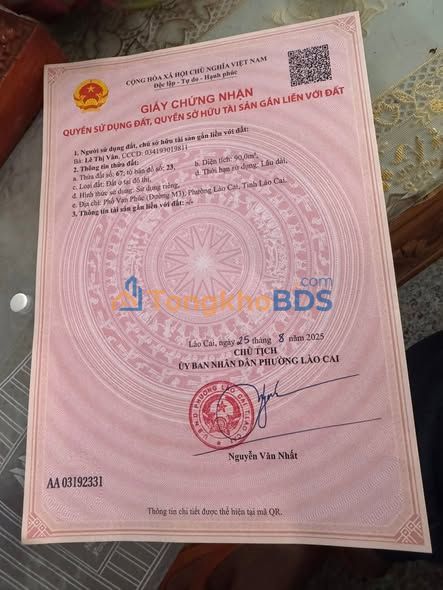 CỘNG HÒA XÃ HỘI CHỦ NGHĨA VIỆT NAM
Độc lập - Tự do - Hạnh phúc
GIẤY CHỨNG NHẬN
QUYỀN SỬ DỤNG ĐẤT, QUYỀN SỞ HỮU TÀI SẢN GẮN LIỀN VỚI ĐẤT
1. Người sử dụng đất, chủ sở hữu tài sản gắn liền với đất:
Bà: Lê Thị Vân, CCCD: 034193019811
2. Thông tin thửa đất:
a. Thửa đất số: 67; tờ bản đồ số: 23, b. Diện tích: 90,0m²,
c. Loại đất: Đất ở tại đô thị, d. Thời hạn sử dụng: Lâu dài,
đ. Hình thức sử dụng: Sử dụng riêng,
e. Địa chỉ: Phố Vạn Phúc (Đường M3), Phường Lào Cai, Tỉnh Lào Cai.
3. Thông tin tài sản gắn liền với đất: -/-
TongkhoBDS.com
Lào Cai, ngày 25 tháng 8 năm 2025
CHỦ TỊCH
ỦY BAN NHÂN DÂN PHƯỜNG LÀO CAI
Nguyễn Văn Nhất
AA 03192331
Thông tin chi tiết được thể hiện tại mã QR.